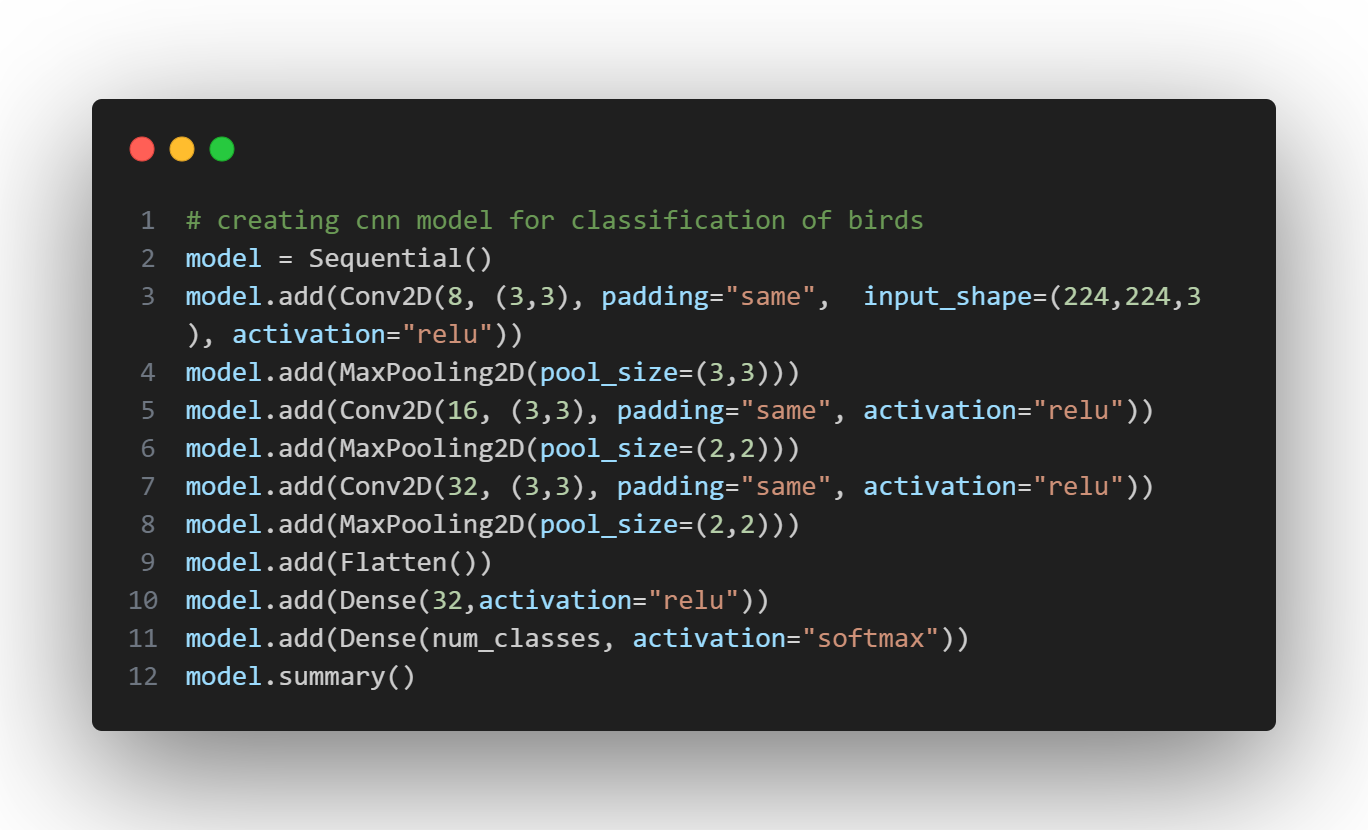 1 # creating cnn model for classification of birds
2 model = Sequential()
3 model.add(Conv2D(8, (3,3), padding="same",  input_shape=(224,224,3
), activation="relu"))
4 model.add(MaxPooling2D(pool_size=(3,3)))
5 model.add(Conv2D(16, (3,3), padding="same", activation="relu"))
6 model.add(MaxPooling2D(pool_size=(2,2)))
7 model.add(Conv2D(32, (3,3), padding="same", activation="relu"))
8 model.add(MaxPooling2D(pool_size=(2,2)))
9 model.add(Flatten())
10 model.add(Dense(32,activation="relu"))
11 model.add(Dense(num_classes, activation="softmax"))
12 model.summary()